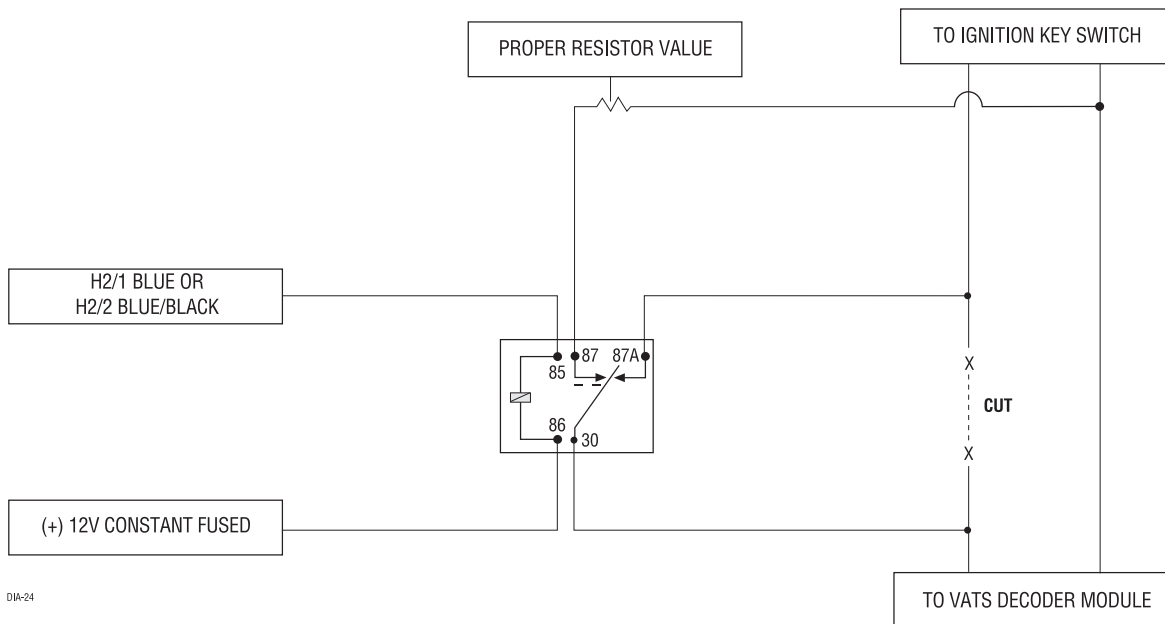 TO IGNITION KEY SWITCH
PROPER RESISTOR VALUE
H2/1 BLUE OR
H2/2 BLUE/BLACK
87 87A
85
86
30
X
CUT
X
(+) 12V CONSTANT FUSED
TO VATS DECODER MODULE
DIA-24